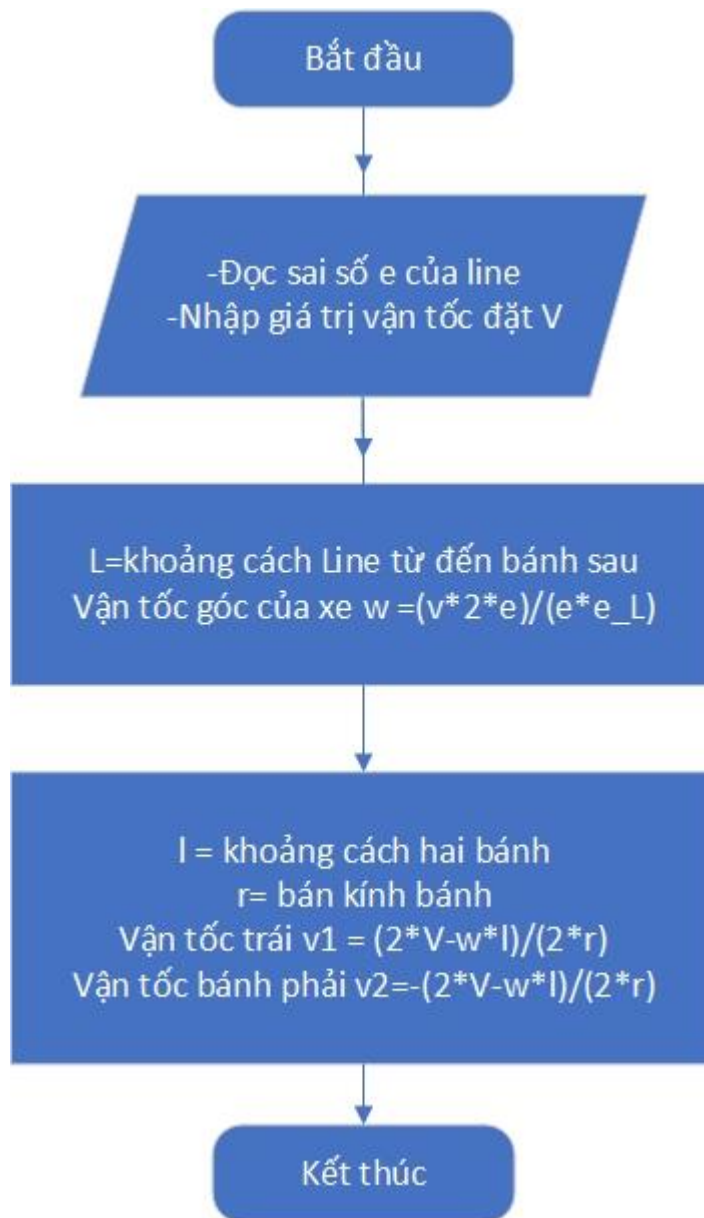 Bắt đầu
-Đọc sai số e của line
-Nhập giá trị vận tốc đặt V
L=khoảng cách Line từ đến bánh sau
Vận tốc góc của xe w =(v*2*e)/(e*e_L)
l = khoảng cách hai bánh
r= bán kính bánh
Vận tốc trái v1 = (2*V-w*l)/(2*r)
Vận tốc bánh phải v2=-(2*V-w*l)/(2*r)
Kết thúc